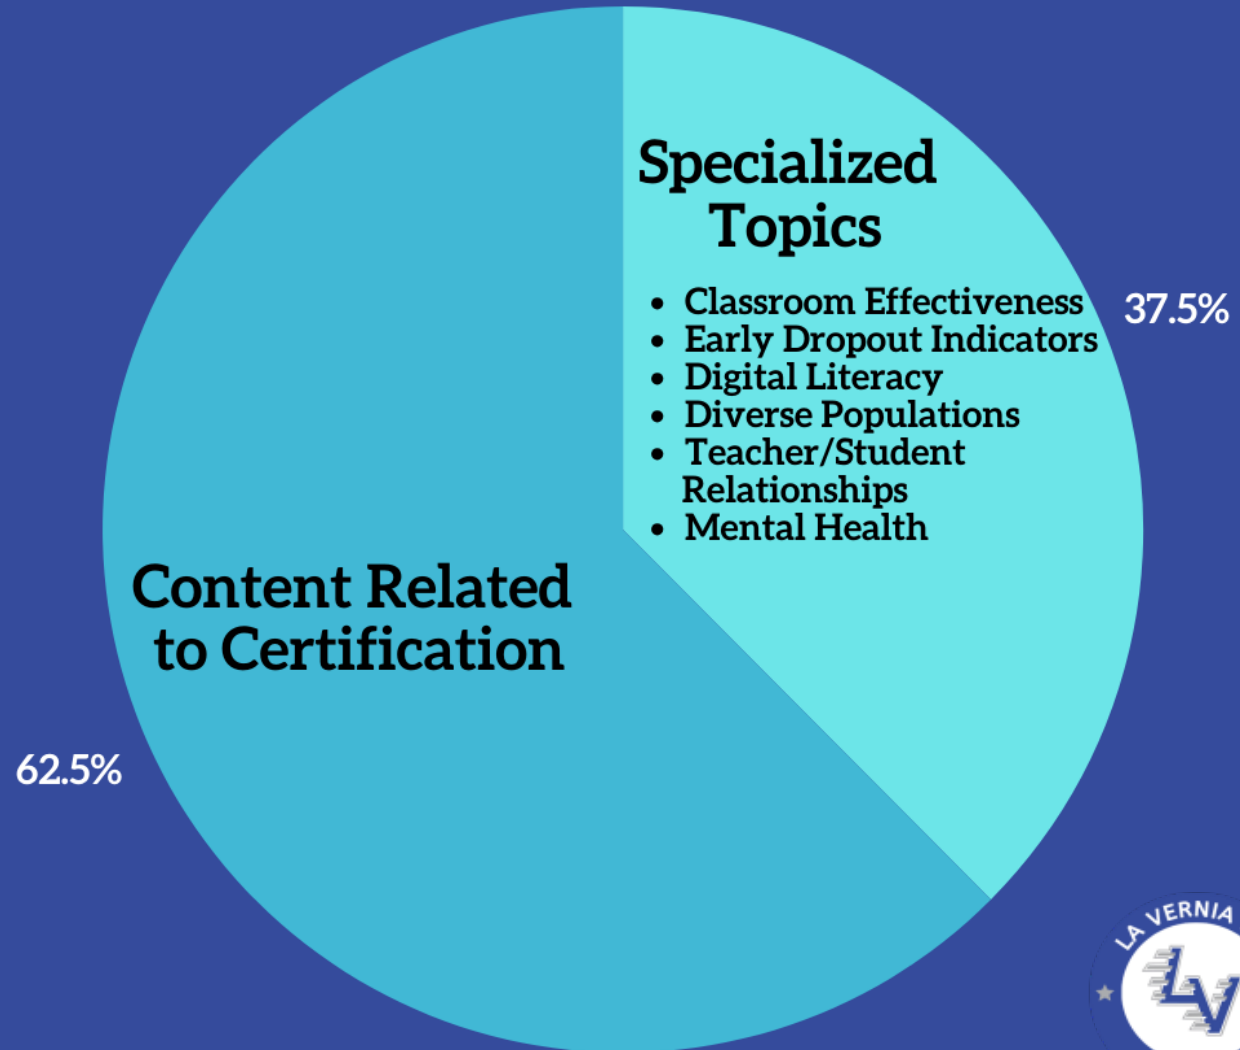 Specialized
Topics
• Classroom Effectiveness
• Early Dropout Indicators
• Digital Literacy
• Diverse Populations
• Teacher/Student
Relationships
• Mental Health
37.5%
Content Related
to Certification
62.5%
LA VERNIA
LV